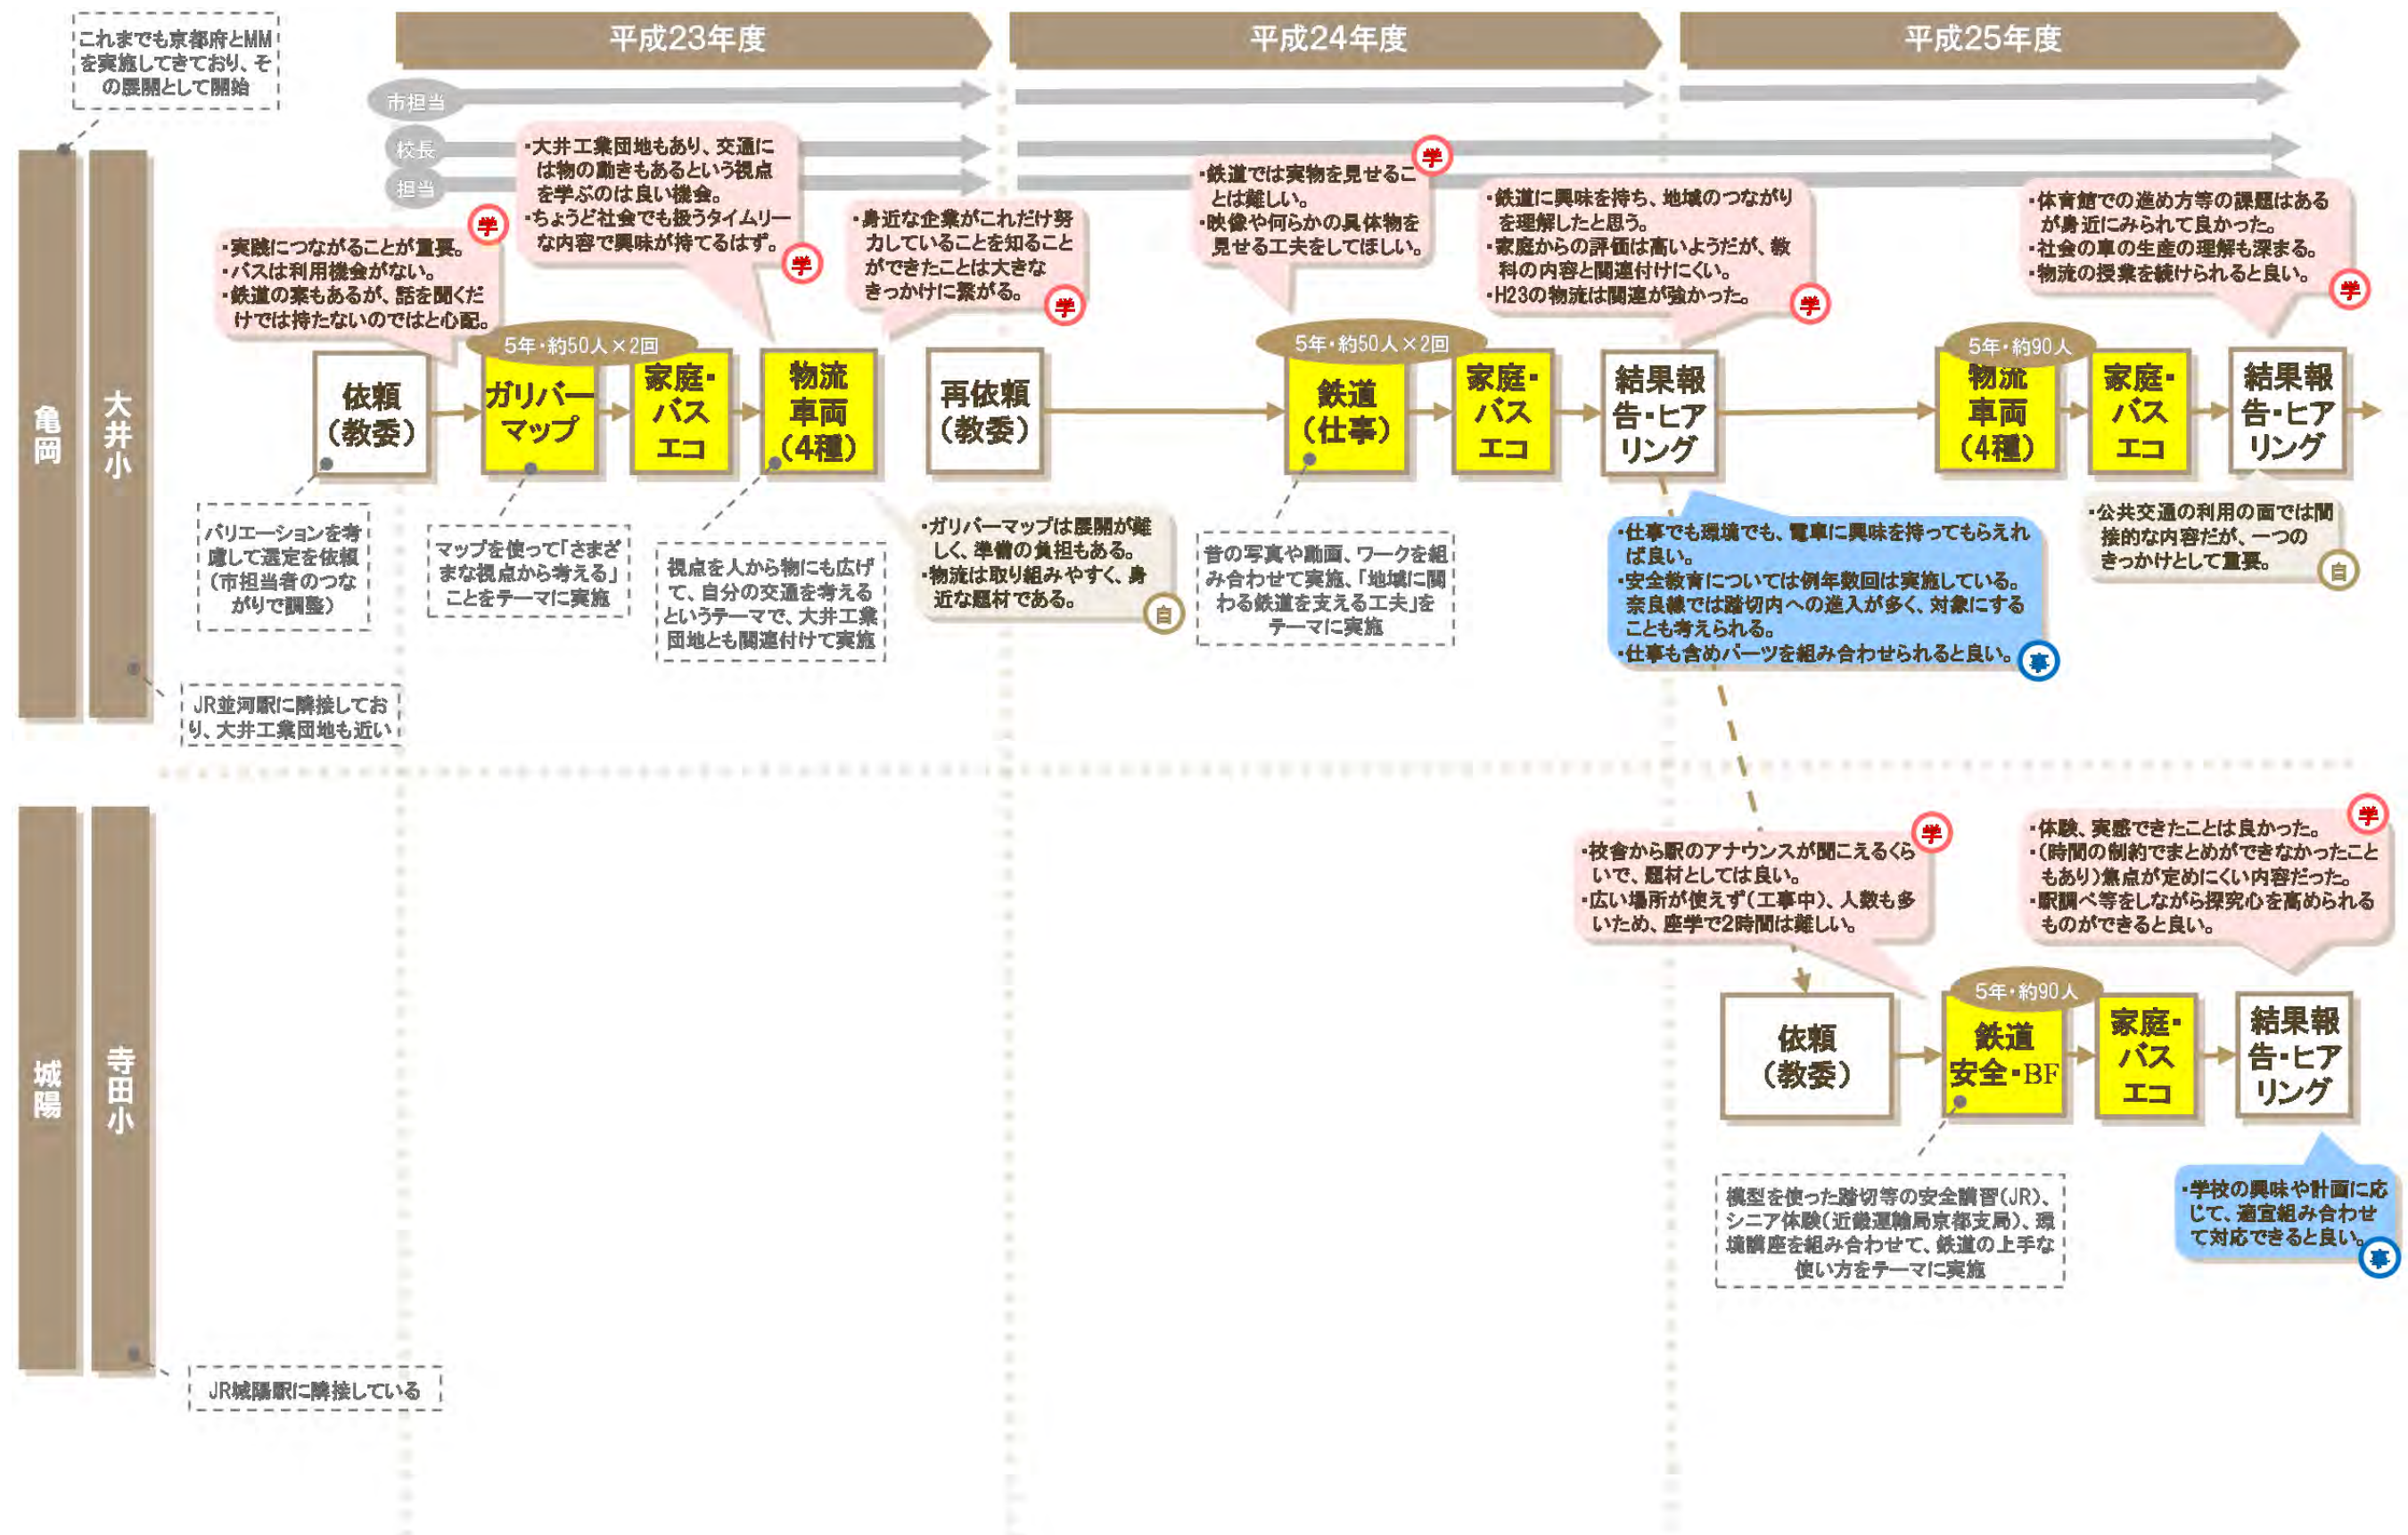 これまでも京都府とMM
を実施してきており、そ
の展開として開始
平成23年度
平成24年度
平成25年度
市担当
校長
担当
亀岡
大井小
・実践につながることが重要。
・バスは利用機会がない。
・鉄道の案もあるが、話を聞くだ
けでは持たないのではと心配。
学
・大井工業団地もあり、交通に
は物の動きもあるという視点
を学ぶのは良い機会。
・ちょうど社会でも扱うタイムリー
な内容で興味が持てるはず。
学
・身近な企業がこれだけ努
力していることを知ること
ができたことは大きな
きっかけに繋がる。
学
・鉄道では実物を見せるこ
とは難しい。
・映像や何らかの具体物を
見せる工夫をしてほしい。
学
・鉄道に興味を持ち、地域のつながり
を理解したと思う。
・家庭からの評価は高いようだが、教
科の内容と関連付けにくい。
・H23の物流は関連が強かった。
学
・体育館での進め方等の課題はある
が身近にみられて良かった。
・社会の車の生産の理解も深まる。
・物流の授業を続けられると良い。
学
依頼
（教委）
5年・約50人×2回
ガリバー
マップ
家庭・
バス
エコ
物流
車両
（4種）
再依頼
（教委）
5年・約50人×2回
鉄道
（仕事）
家庭・
バス
エコ
結果報
告・ヒア
リング
5年・約90人
物流
車両
（4種）
家庭・
バス
エコ
結果報
告・ヒア
リング
バリエーションを考
慮して選定を依頼
（市担当者のつな
がりで調整）
マップを使って「さまざ
まな視点から考える」
ことをテーマに実施
視点を人から物にも広げ
て、自分の交通を考える
というテーマで、大井工業
団地とも関連付けて実施
・ガリバーマップは展開が難
しく、準備の負担もある。
・物流は取り組みやすく、身
近な題材である。
自
昔の写真や動画、ワークを組
み合わせて実施、「地域に関
わる鉄道を支える工夫」を
テーマに実施
・仕事でも環境でも、電車に興味を持ってもらえれ
ば良い。
・安全教育については例年数回は実施している。
奈良線では踏切内への進入が多く、対象にする
ことも考えられる。
・仕事も含めパーツを組み合わせられると良い。
事
・公共交通の利用の面では間
接的な内容だが、一つの
きっかけとして重要。
自
JR並河駅に隣接してお
り、大井工業団地も近い
城陽
寺田小
・校舎から駅のアナウンスが聞こえるくら
いで、題材としては良い。
・広い場所が使えず（工事中）、人数も多
いため、座学で2時間は難しい。
学
・体験、実感できたことは良かった。
・（時間の制約でまとめができなかったこと
もあり）焦点が定めにくい内容だった。
・駅調べ等をしながら探究心を高められる
ものができると良い。
学
依頼
（教委）
5年・約90人
鉄道
安全・BF
家庭・
バス
エコ
結果報
告・ヒア
リング
模型を使った踏切等の安全講習（JR）、
シニア体験（近畿運輸局京都支局）、環
境講座を組み合わせて、鉄道の上手な
使い方をテーマに実施
・学校の興味や計画に応
じて、適宜組み合わせ
て対応できると良い。
事
JR城陽駅に隣接している